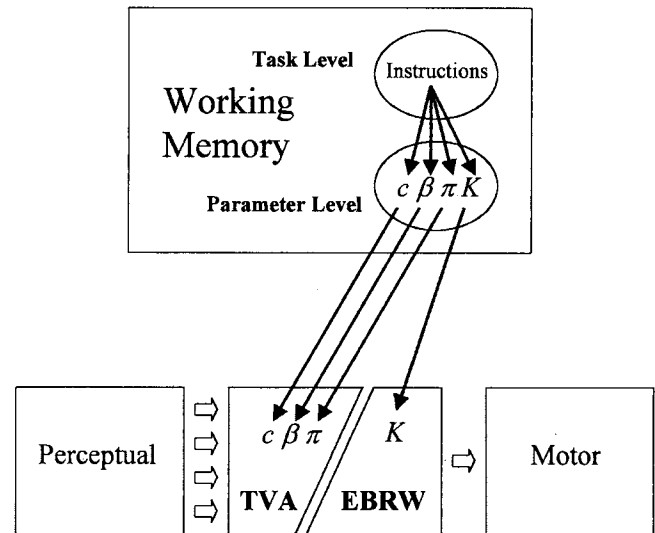 Task Level
Instructions
Working
Memory
c β π K
Parameter Level
c β π
K
Perceptual
Motor
TVA
EBRW